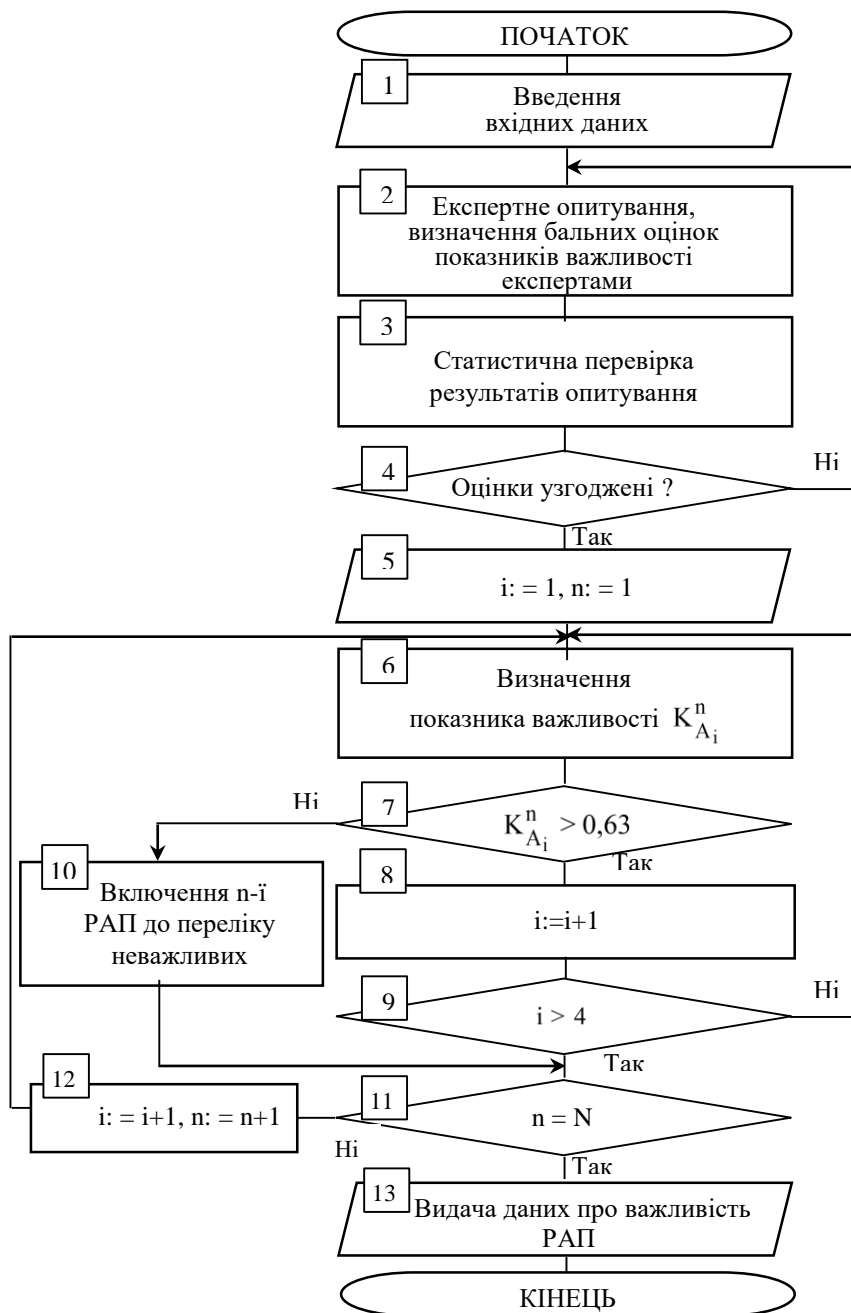 ПОЧАТОК
1
Введення
вхідних даних
2
Експертне опитування,
визначення бальних оцінок
показників важливості
експертами
3
Статистична перевірка
результатів опитування
4
Оцінки узгоджені ?
Ні
Так
5
i: = 1, n: = 1
6
Визначення
показника важливості K^n_{A_i}
7
K^n_{A_i} > 0,63
Ні
Так
8
i:=i+1
10
Включення n-ї
РАП до переліку
неважливих
9
i > 4
Ні
Так
12
i: = i+1, n: = n+1
11
n = N
Ні
Так
13
Видача даних про важливість
РАП
КІНЕЦЬ